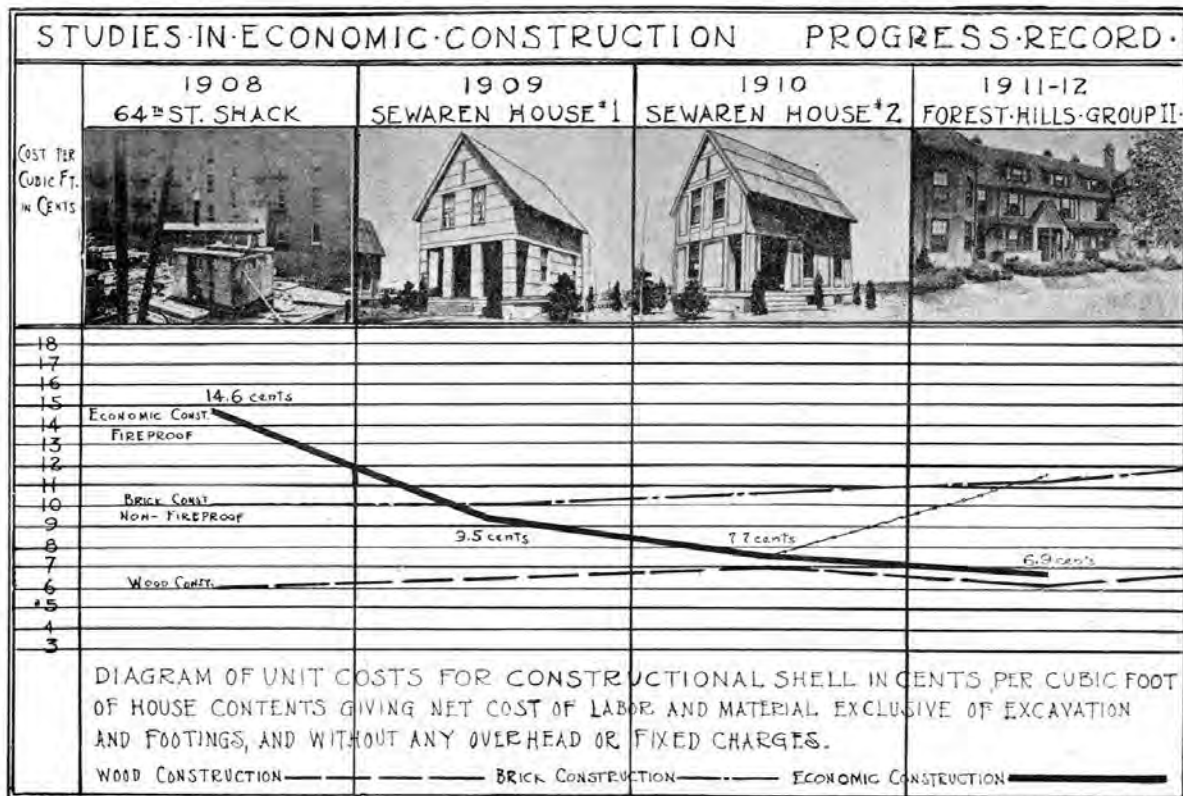 STUDIES·IN·ECONOMIC·CONSTRUCTION PROGRESS·RECORD·
1908
64TH ST. SHACK
1909
SEWAREN HOUSE #1
1910
SEWAREN HOUSE #2
1911-12
FOREST·HILLS·GROUP II·
COST PER
CUBIC FT.
IN CENTS
18
17
16
15
14
13
12
11
10
9
8
7
6
5
4
3
14.6 cents
ECONOMIC CONST.
FIREPROOF
BRICK CONST
NON-FIREPROOF
9.5 cents
7.7 cents
6.9 cents
WOOD CONST.
DIAGRAM OF UNIT COSTS FOR CONSTRUCTIONAL SHELL IN CENTS PER CUBIC FOOT
OF HOUSE CONTENTS GIVING NET COST OF LABOR AND MATERIAL EXCLUSIVE OF EXCAVATION
AND FOOTINGS, AND WITHOUT ANY OVERHEAD OR FIXED CHARGES.
WOOD CONSTRUCTION BRICK CONSTRUCTION ECONOMIC CONSTRUCTION